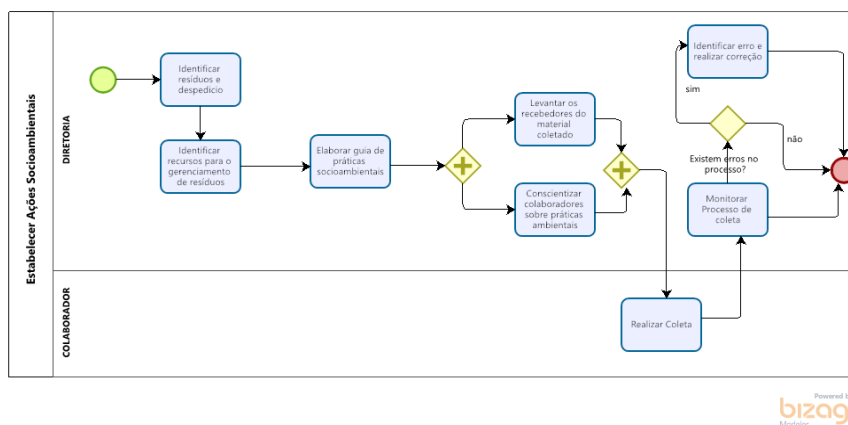 Estabelecer Ações Socioambientais
DIRETORIA
Identificar
resíduos e
despedício
Identificar
recursos para o
gerenciamento
de resíduos
Elaborar guia de
práticas
socioambientais
Levantar os
recebedores do
material
coletado
Conscientizar
colaboradores
sobre práticas
ambientais
Identificar erro e
realizar correção
sim
não
Existem erros no
processo?
Monitorar
Processo de
coleta
COLABORADOR
Realizar Coleta
Powered b
bizag
Modeler